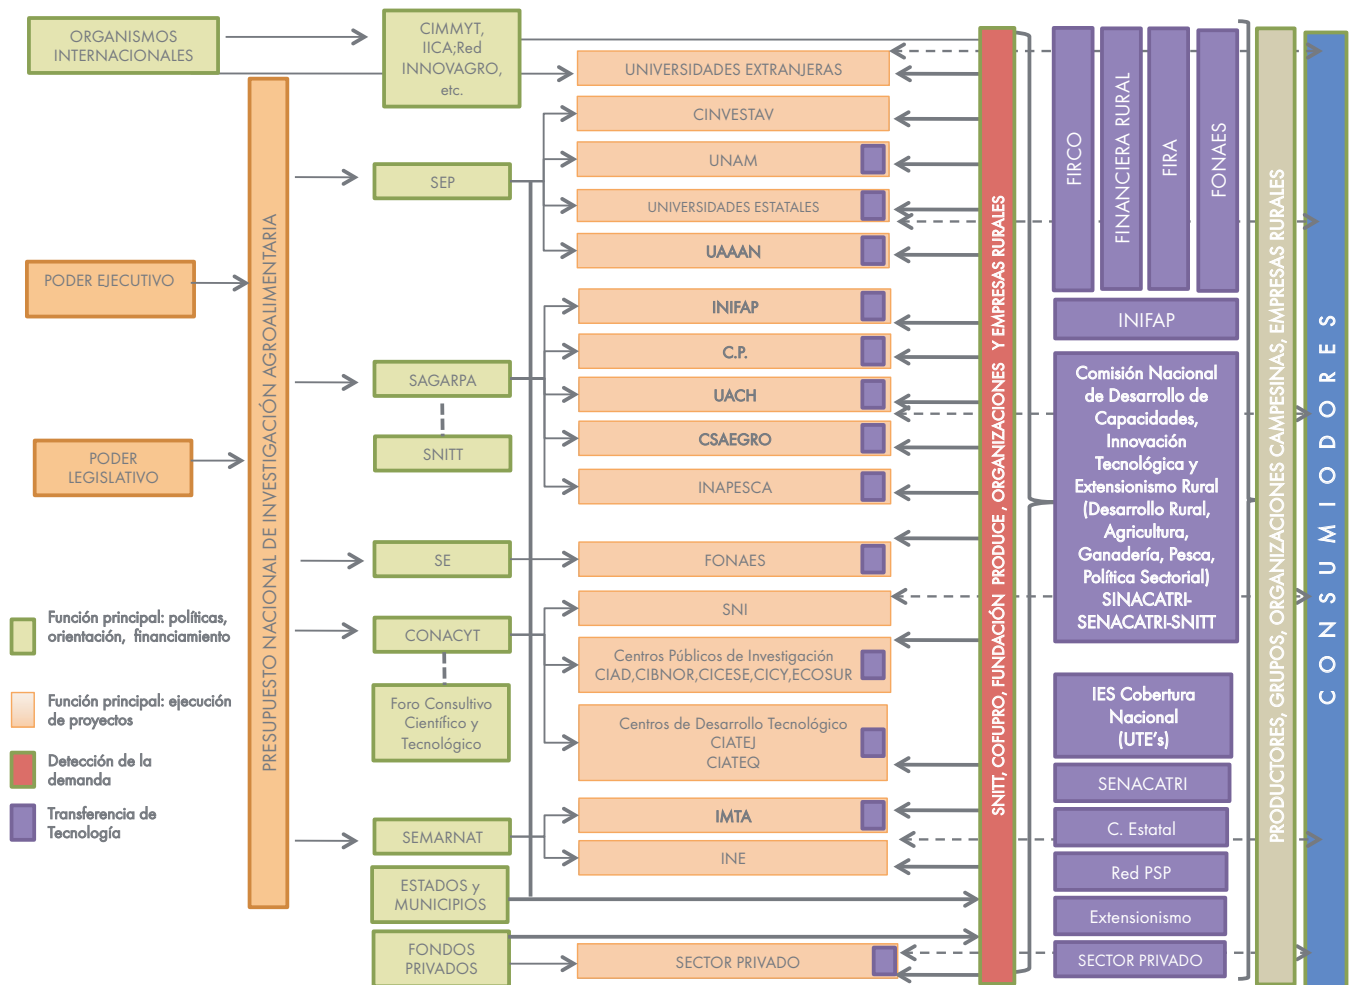 ORGANISMOS
INTERNACIONALES
PODER EJECUTIVO
PODER
LEGISLATIVO
Función principal: políticas,
orientación, financiamiento
Función principal: ejecución
de proyectos
Detección de la
demanda
Transferencia de
Tecnología
PRESUPUESTO NACIONAL DE INVESTIGACIÓN AGROALIMENTARIA
CIMMYT,
IICA;Red
INNOVAGRO,
etc.
SEP
SAGARPA
SNITT
SE
CONACYT
Foro Consultivo
Científico y
Tecnológico
SEMARNAT
ESTADOS y
MUNICIPIOS
FONDOS
PRIVADOS
UNIVERSIDADES EXTRANJERAS
CINVESTAV
UNAM
UNIVERSIDADES ESTATALES
UAAAN
INIFAP
C.P.
UACH
CSAEGRO
INAPESCA
FONAES
SNI
Centros Públicos de Investigación
CIAD,CIBNOR,CICESE,CICY,ECOSUR
Centros de Desarrollo Tecnológico
CIATEJ
CIATEQ
IMTA
INE
SECTOR PRIVADO
SNITT, COFUPRO, FUNDACIÓN PRODUCE , ORGANIZACIONES Y EMPRESAS RURALES
FIRCO
FINANCIERA RURAL
FIRA
FONAES
INIFAP
Comisión Nacional
de Desarrollo de
Capacidades,
Innovación
Tecnológica y
Extensionismo Rural
(Desarrollo Rural,
Agricultura,
Ganadería, Pesca,
Política Sectorial)
SINACATRI-
SENACATRI-SNITT
IES Cobertura
Nacional
(UTE's)
SENACATRI
C. Estatal
Red PSP
Extensionismo
SECTOR PRIVADO
PRODUCTORES, GRUPOS, ORGANIZACIONES CAMPESINAS, EMPRESAS RURALES
CONSUMIODORES